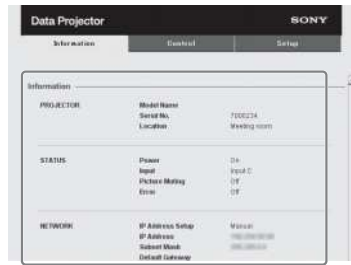 Data Projector
SONY
Information Control Setup
Information
PROJECTOR Model Name
Serial No. 7000234
Location Meeting room
STATUS Power On
Input Input C
Picture Muting Off
Error Off
NETWORK IP Address Setup Manual
IP Address
Subnet Mask
Default Gateway